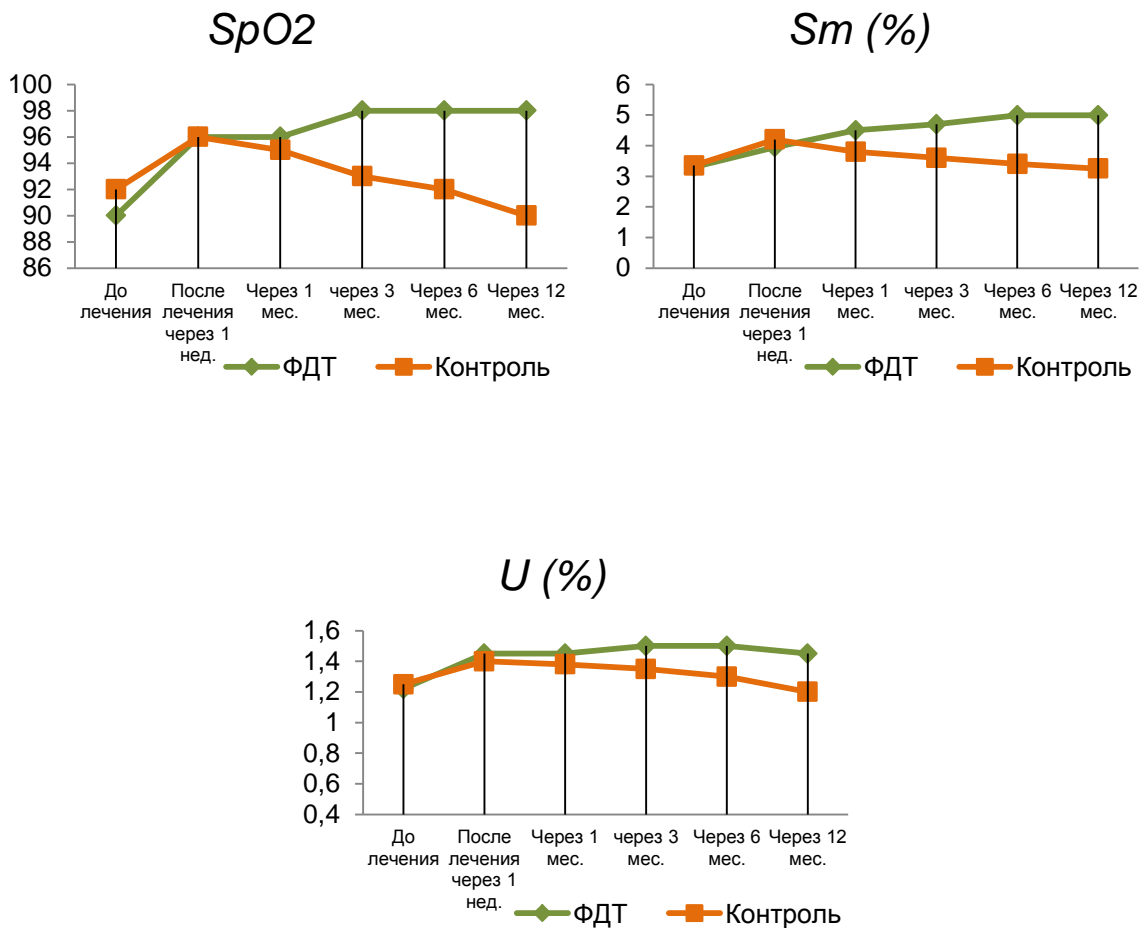 SpO2
100
98
96
94
92
90
88
86
До
лечения
После
лечения
через 1
нед.
Через 1
мес.
через 3
мес.
Через 6
мес.
Через 12
мес.
ФДТ
Контроль
Sm (%)
6
5
4
3
2
1
0
До
лечения
После
лечения
через 1
нед.
Через 1
мес.
через 3
мес.
Через 6
мес.
Через 12
мес.
ФДТ
Контроль
U (%)
1,6
1,4
1,2
1
0,8
0,6
0,4
До
лечения
После
лечения
через 1
нед.
Через 1
мес.
через 3
мес.
Через 6
мес.
Через 12
мес.
ФДТ
Контроль